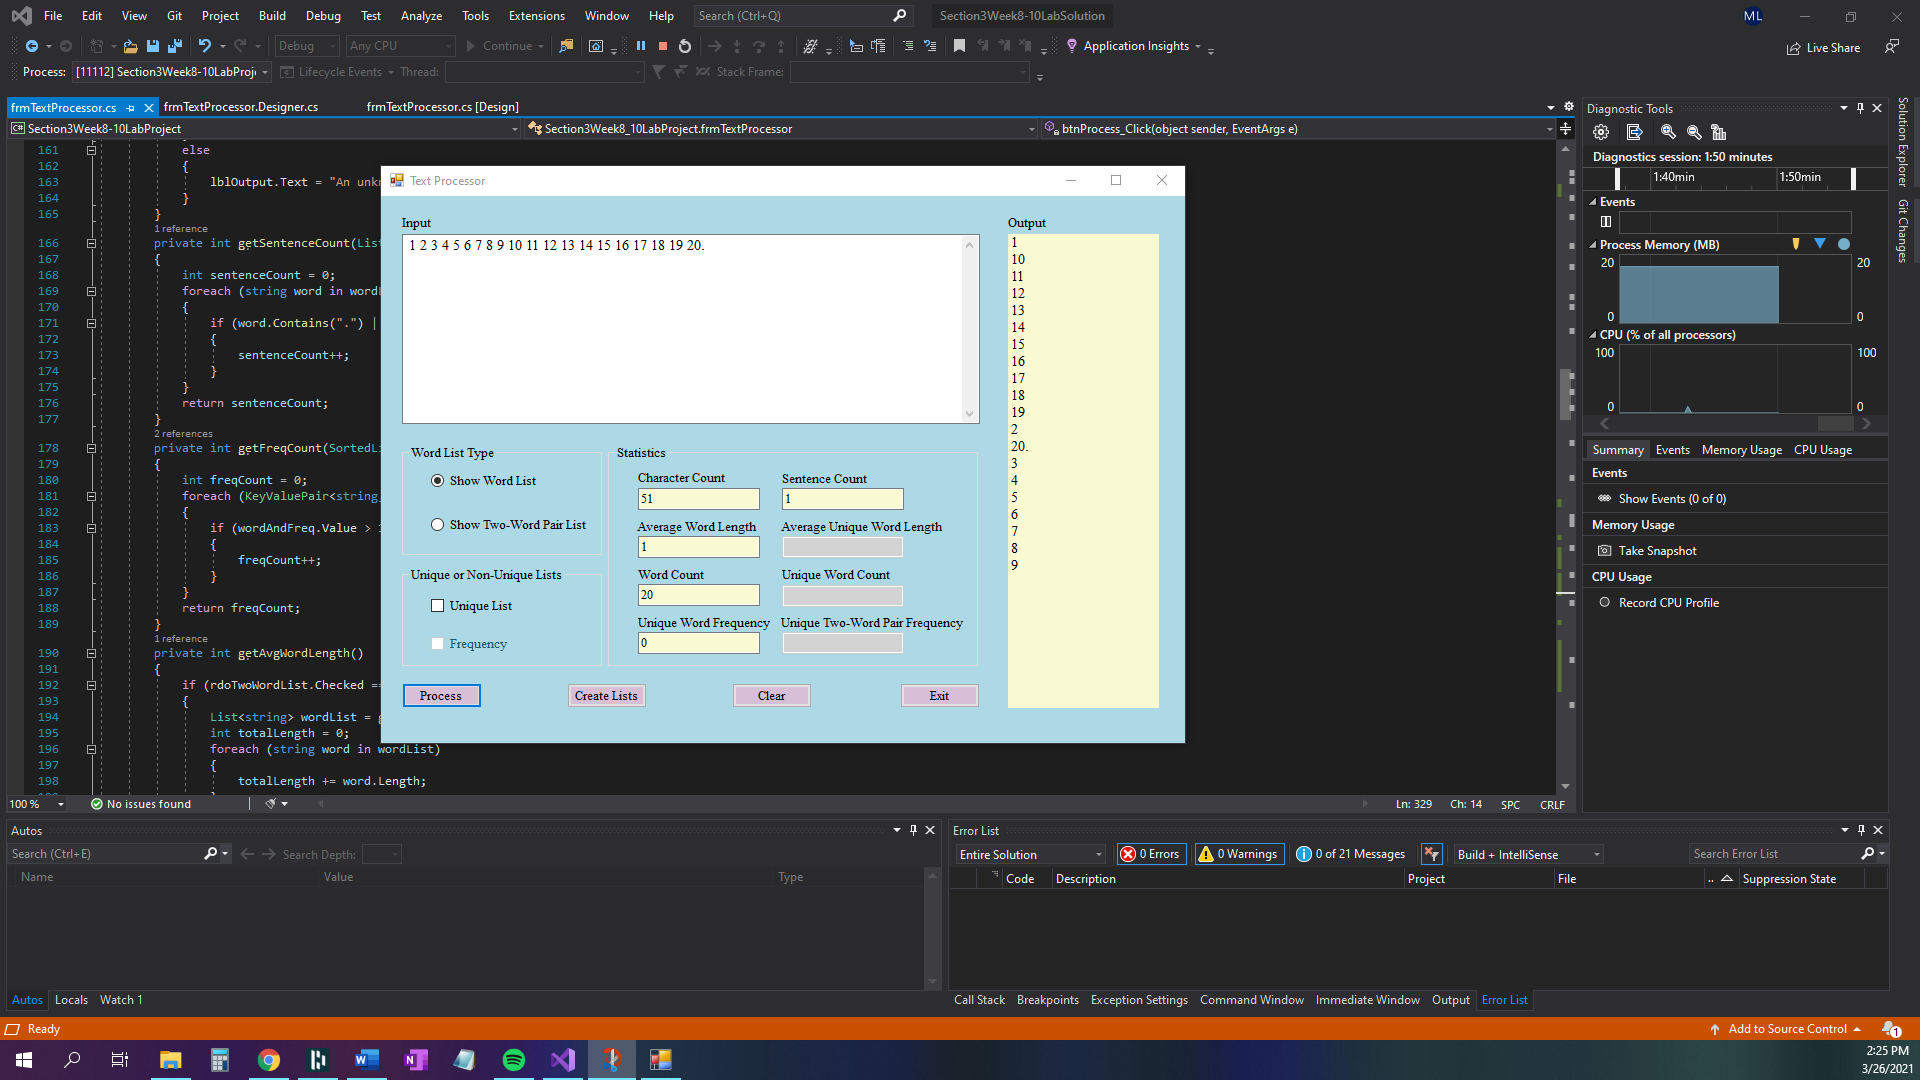 File Edit View Git Project Build Debug Test Analyze Tools Extensions Window Help Search (Ctrl+Q) Section3Week8-10LabSolution ML
Debug Any CPU Continue Application Insights Live Share
Process: [11112] Section3Week8-10LabProj Lifecycle Events Thread: Stack Frame:
frmTextProcessor.cs frmTextProcessor.Designer.cs frmTextProcessor.cs [Design]
C# Section3Week8-10LabProject Section3Week8_10LabProject.frmTextProcessor btnProcess_Click(object sender, EventArgs e)
161 else
162 {
163 lblOutput.Text = "An unk
164 }
165 }
1 reference
166 private int getSentenceCount(List
167 {
168 int sentenceCount = 0;
169 foreach (string word in word
170 {
171 if (word.Contains(".") |
172 {
173 sentenceCount++;
174 }
175 }
176 return sentenceCount;
177 }
2 references
178 private int getFreqCount(SortedL
179 {
180 int freqCount = 0;
181 foreach (KeyValuePair<string
182 {
183 if (wordAndFreq.Value >
184 {
185 freqCount++;
186 }
187 }
188 return freqCount;
189 }
1 reference
190 private int getAvgWordLength()
191 {
192 if (rdoTwoWordList.Checked ==
193 {
194 List<string> wordList =
195 int totalLength = 0;
196 foreach (string word in wordList)
197 {
198 totalLength += word.Length;
Text Processor
Input
1 2 3 4 5 6 7 8 9 10 11 12 13 14 15 16 17 18 19 20.
Word List Type
Show Word List
Show Two-Word Pair List
Unique or Non-Unique Lists
Unique List
Frequency
Statistics
Character Count Sentence Count
51 1
Average Word Length Average Unique Word Length
1
Word Count Unique Word Count
20
Unique Word Frequency Unique Two-Word Pair Frequency
0
Process Create Lists Clear Exit
Output
1
10
11
12
13
14
15
16
17
18
19
2
20.
3
4
5
6
7
8
9
Diagnostic Tools
Diagnostics session: 1:50 minutes
1:40min 1:50min
Events
Process Memory (MB)
20 20
0 0
CPU (% of all processors)
100 100
0 0
Summary Events Memory Usage CPU Usage
Events
Show Events (0 of 0)
Memory Usage
Take Snapshot
CPU Usage
Record CPU Profile
Solution Explorer
Git Changes
100 % No issues found Ln: 329 Ch: 14 SPC CRLF
Autos
Search (Ctrl+E) Search Depth:
Name Value Type
Autos Locals Watch 1
Error List
Entire Solution 0 Errors 0 Warnings 0 of 21 Messages Build + IntelliSense Search Error List
Code Description Project File .. Suppression State
Call Stack Breakpoints Exception Settings Command Window Immediate Window Output Error List
Ready Add to Source Control 1
2:25 PM
3/26/2021